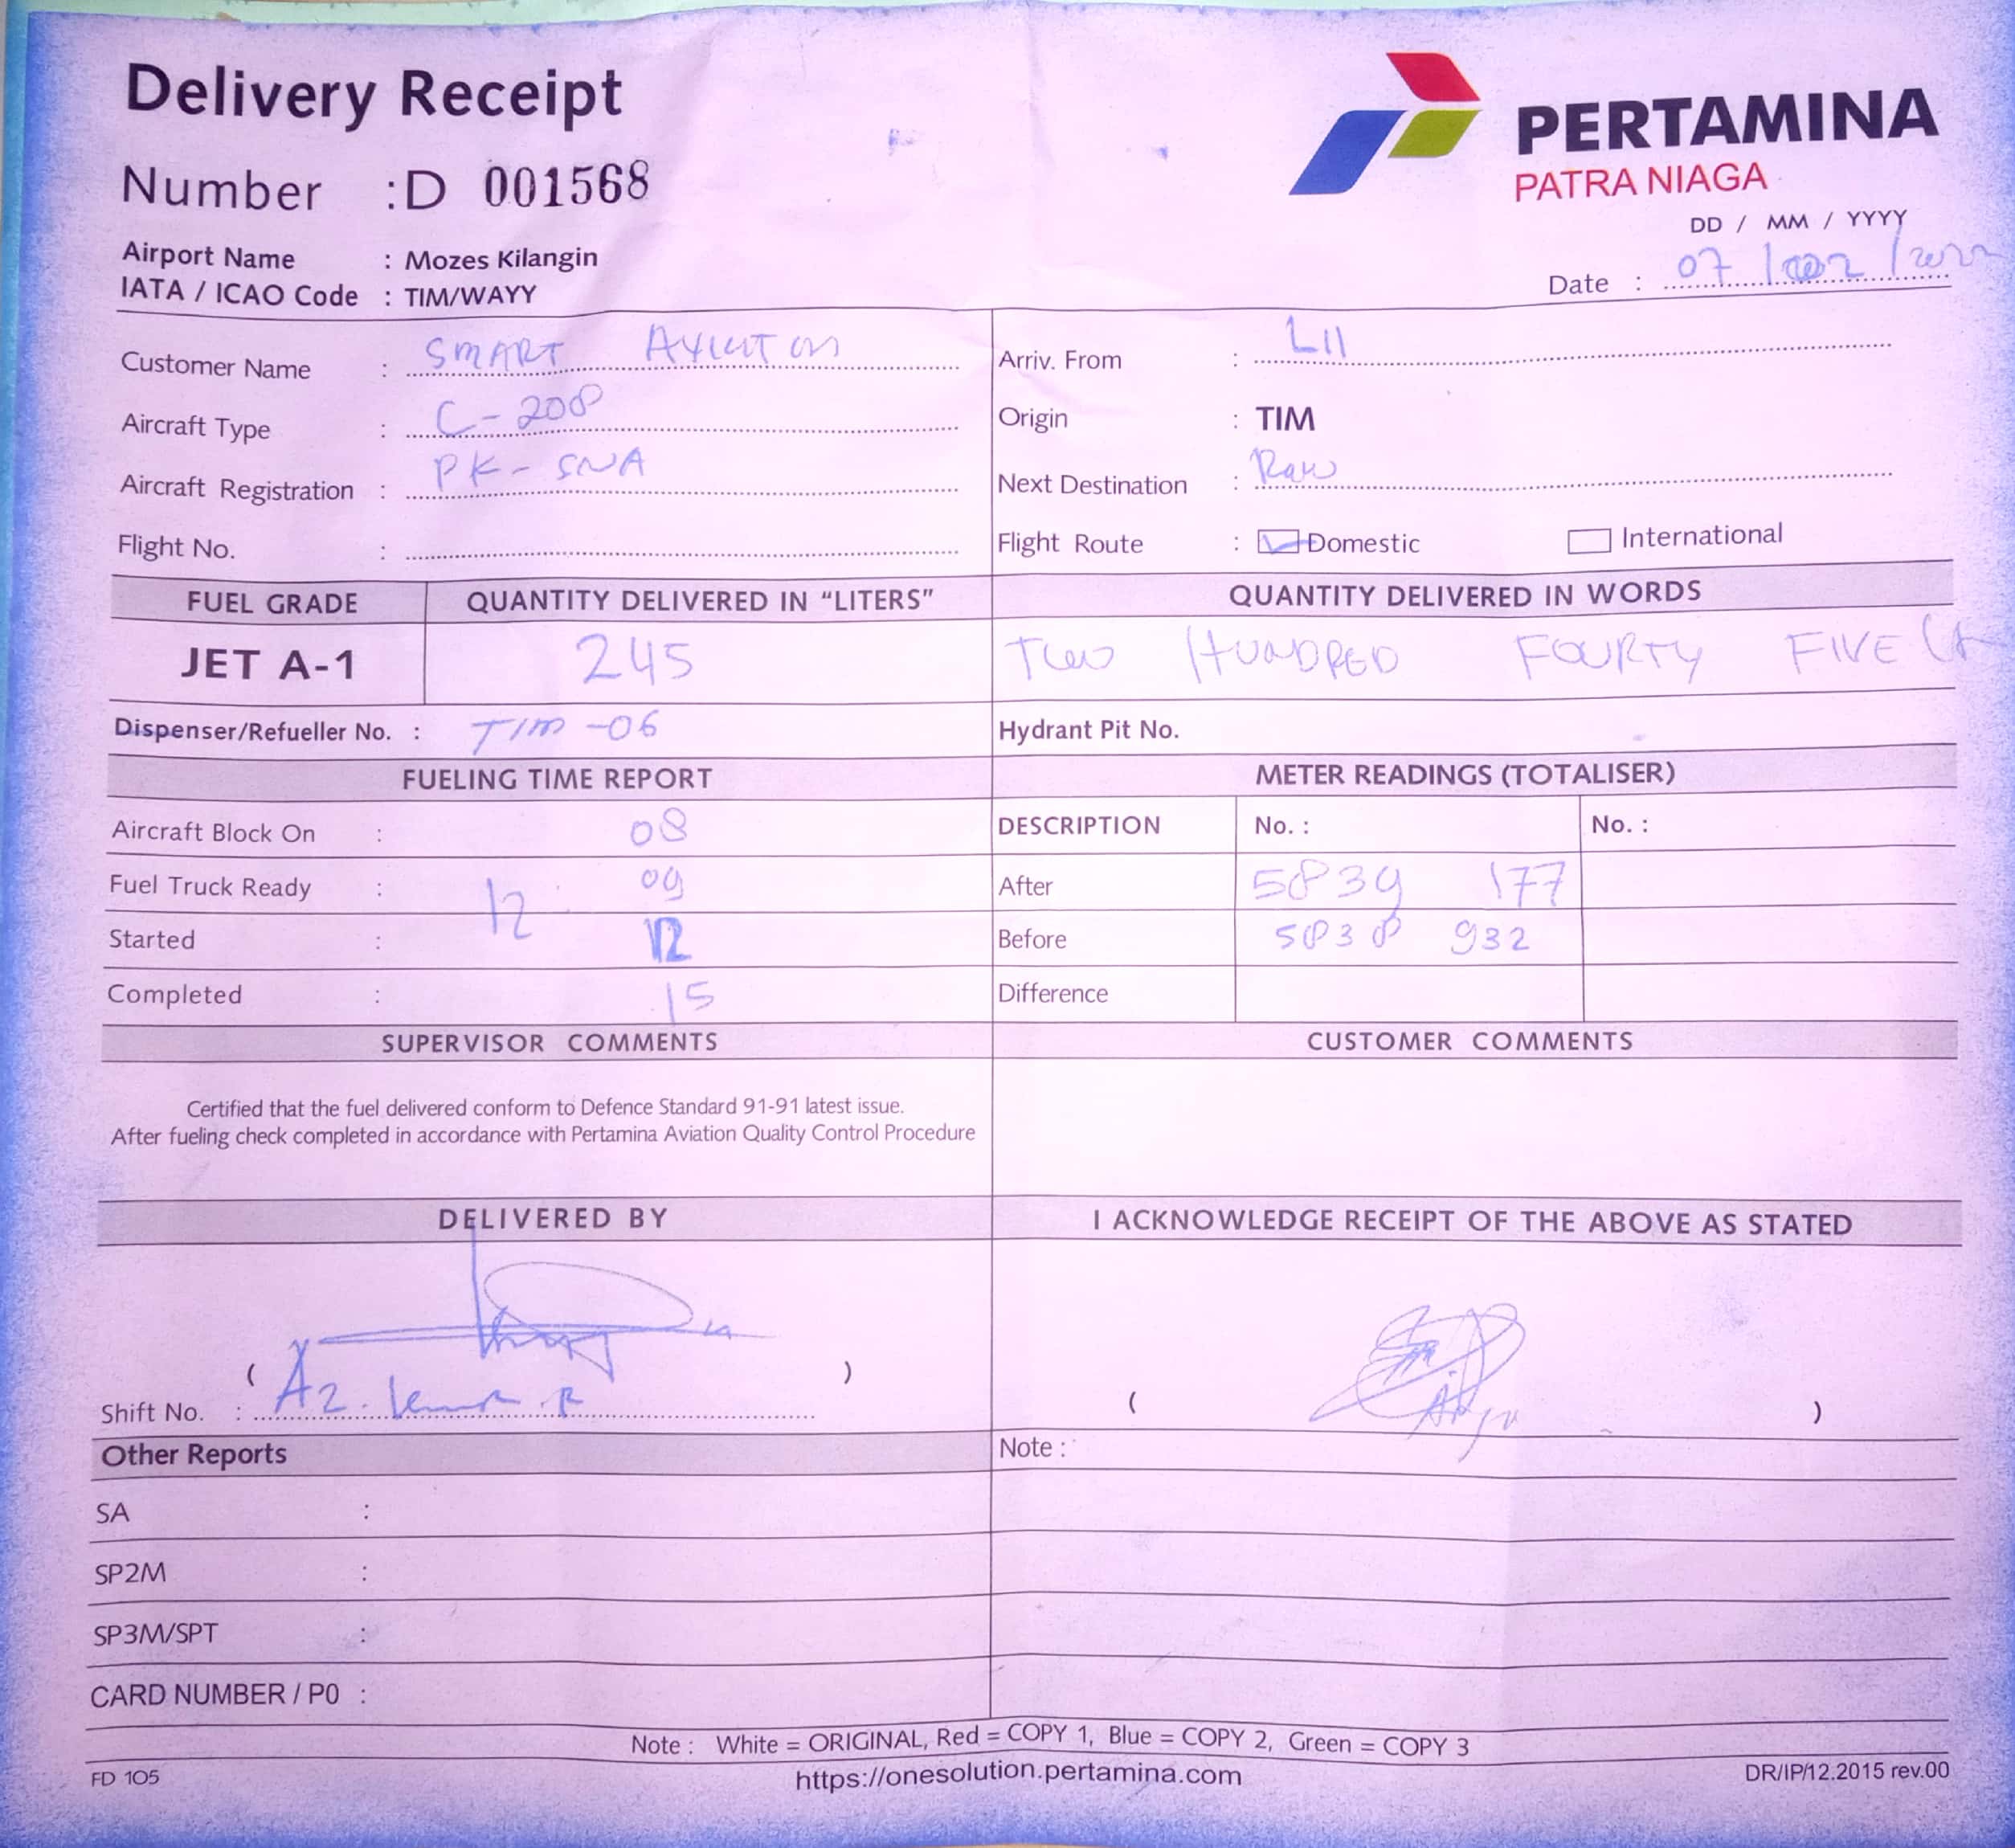 Delivery Receipt
PERTAMINA
PATRA NIAGA
Number : D 001568
DD / MM / YYYY
Airport Name : Mozes Kilangin
Date : 07 / 02 / 2022
IATA / ICAO Code : TIM/WAYY
Customer Name : SMART AVIATION
Arriv. From : LII
Aircraft Type : C-208
Origin : TIM
Aircraft Registration : PK-SNA
Next Destination :
Flight No. :
Flight Route : Domestic International
FUEL GRADE QUANTITY DELIVERED IN “LITERS” QUANTITY DELIVERED IN WORDS
JET A-1 245 TWO HUNDRED FOURTY FIVE
Dispenser/Refueller No. : TIM-06 Hydrant Pit No.
FUELING TIME REPORT METER READINGS (TOTALISER)
Aircraft Block On : 08 DESCRIPTION No. : No. :
Fuel Truck Ready : 12 09 After 5839 177
Started : 12 Before 5838 932
Completed : 15 Difference
SUPERVISOR COMMENTS CUSTOMER COMMENTS
Certified that the fuel delivered conform to Defence Standard 91-91 latest issue.
After fueling check completed in accordance with Pertamina Aviation Quality Control Procedure
DELIVERED BY I ACKNOWLEDGE RECEIPT OF THE ABOVE AS STATED
( ) ( )
Shift No. :
Other Reports Note :
SA :
SP2M :
SP3M/SPT :
CARD NUMBER / P0 :
Note : White = ORIGINAL, Red = COPY 1, Blue = COPY 2, Green = COPY 3
FD 105 https://onesolution.pertamina.com DR/IP/12.2015 rev.00